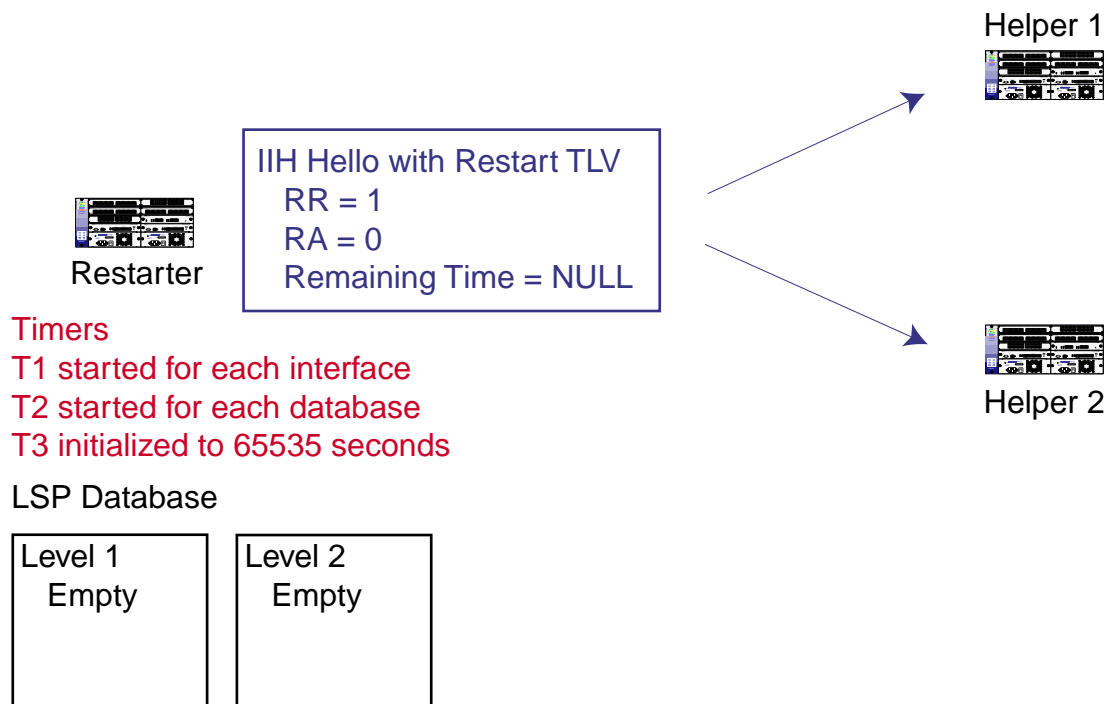 Helper 1
IIH Hello with Restart TLV
RR = 1
RA = 0
Remaining Time = NULL
Restarter
Helper 2
Timers
T1 started for each interface
T2 started for each database
T3 initialized to 65535 seconds
LSP Database
Level 1
Empty
Level 2
Empty